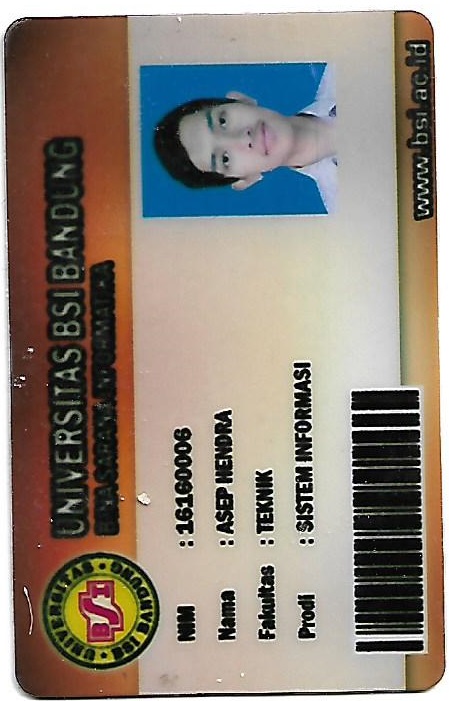 UNIVERSITAS BSI BANDUNG
BINA SARANA INFORMATIKA
UNIVERSITAS BSI BANDUNG
BSI
NIM : 16160006
Nama : ASEP HENDRA
Fakultas : TEKNIK
Prodi : SISTEM INFORMASI
www.bsi.ac.id